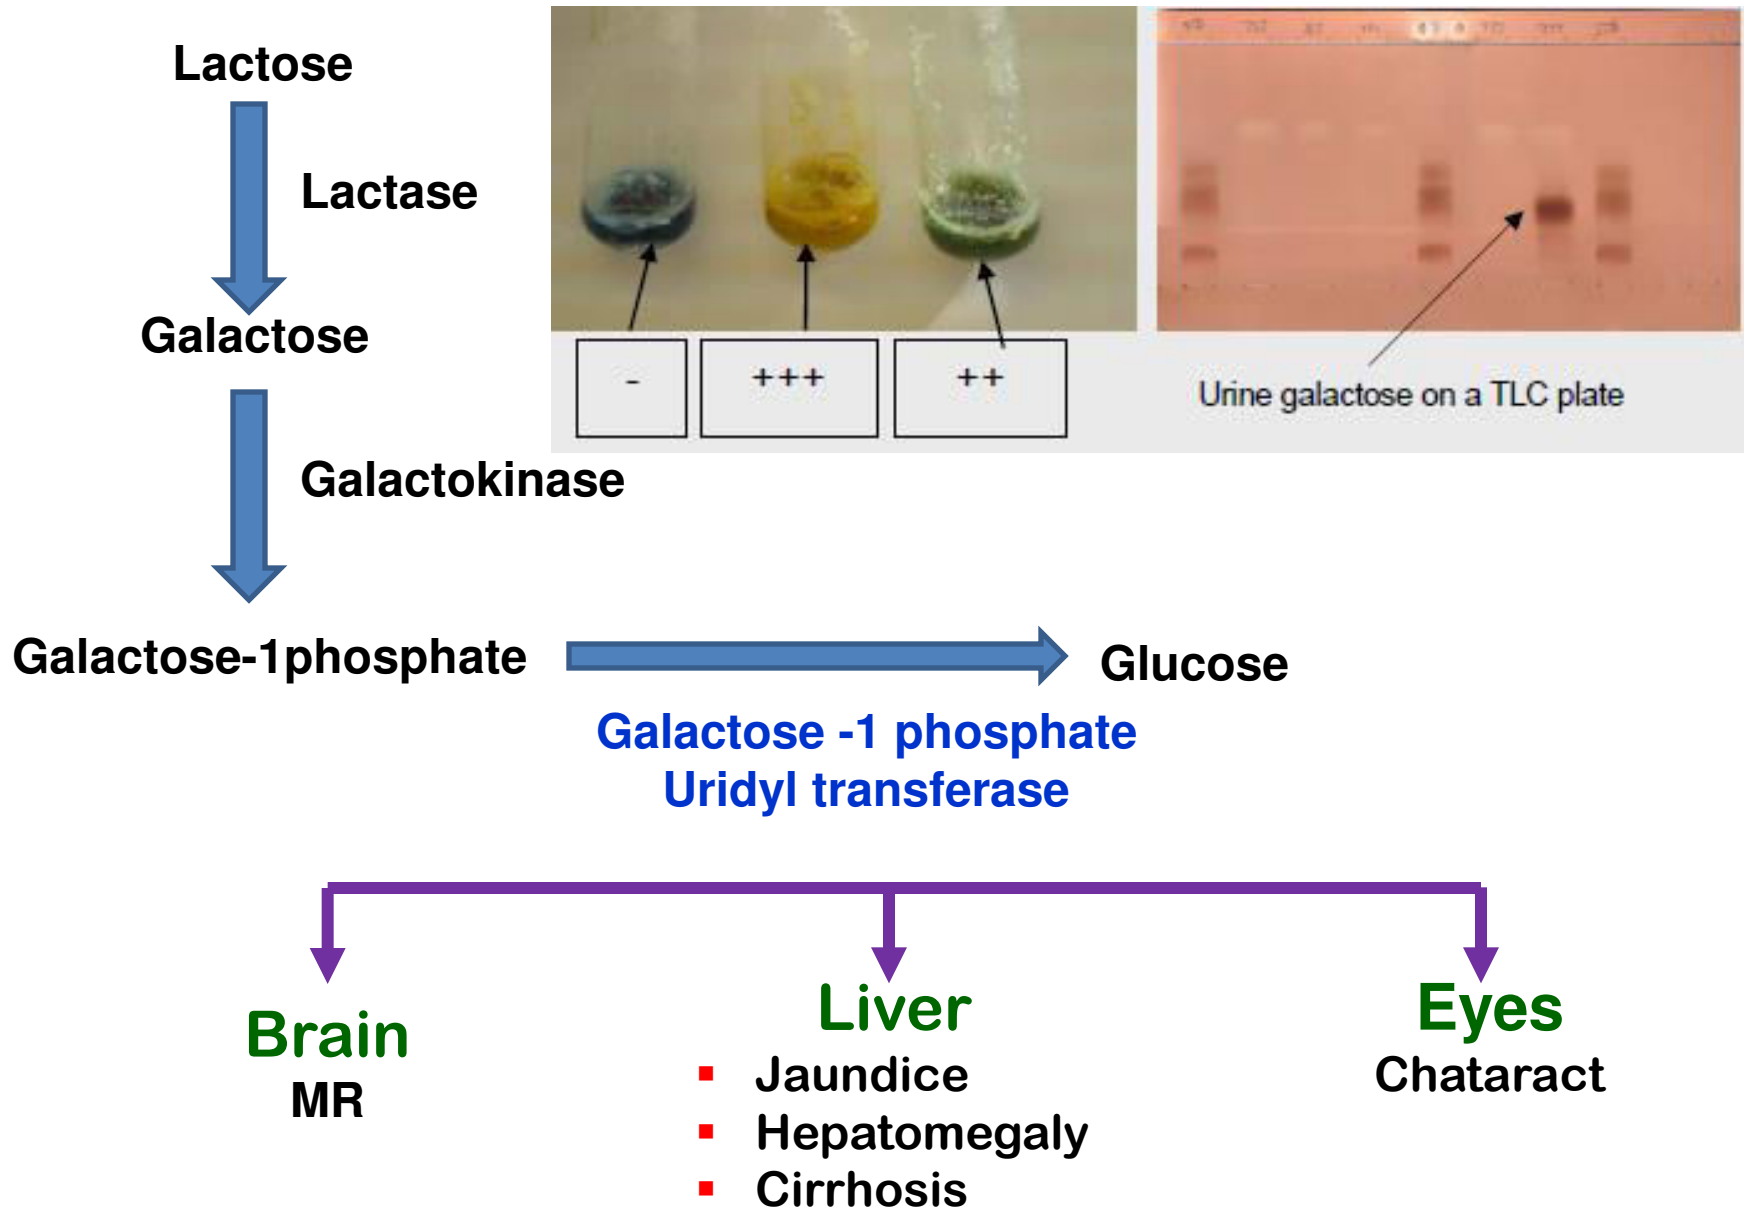 Lactose
Lactase
Galactose
Galactokinase
Galactose-1phosphate
Glucose
Galactose -1 phosphate
Uridyl transferase
-
+++
++
Urine galactose on a TLC plate
Brain
MR
Liver
▪ Jaundice
▪ Hepatomegaly
▪ Cirrhosis
Eyes
Chataract